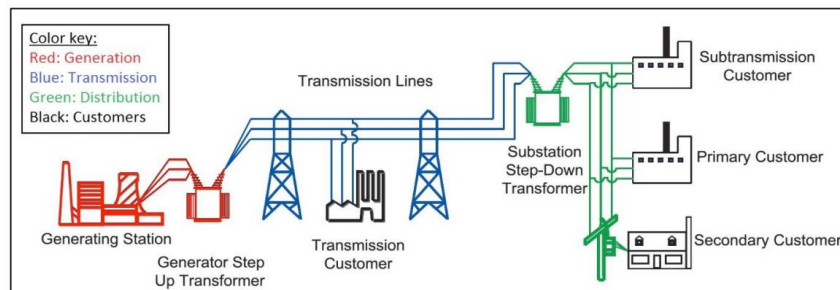 Color key:
Red: Generation
Blue: Transmission
Green: Distribution
Black: Customers
Transmission Lines
Subtransmission
Customer
Substation
Step-Down
Transformer
Primary Customer
Generating Station
Generator Step
Up Transformer
Transmission
Customer
Secondary Customer